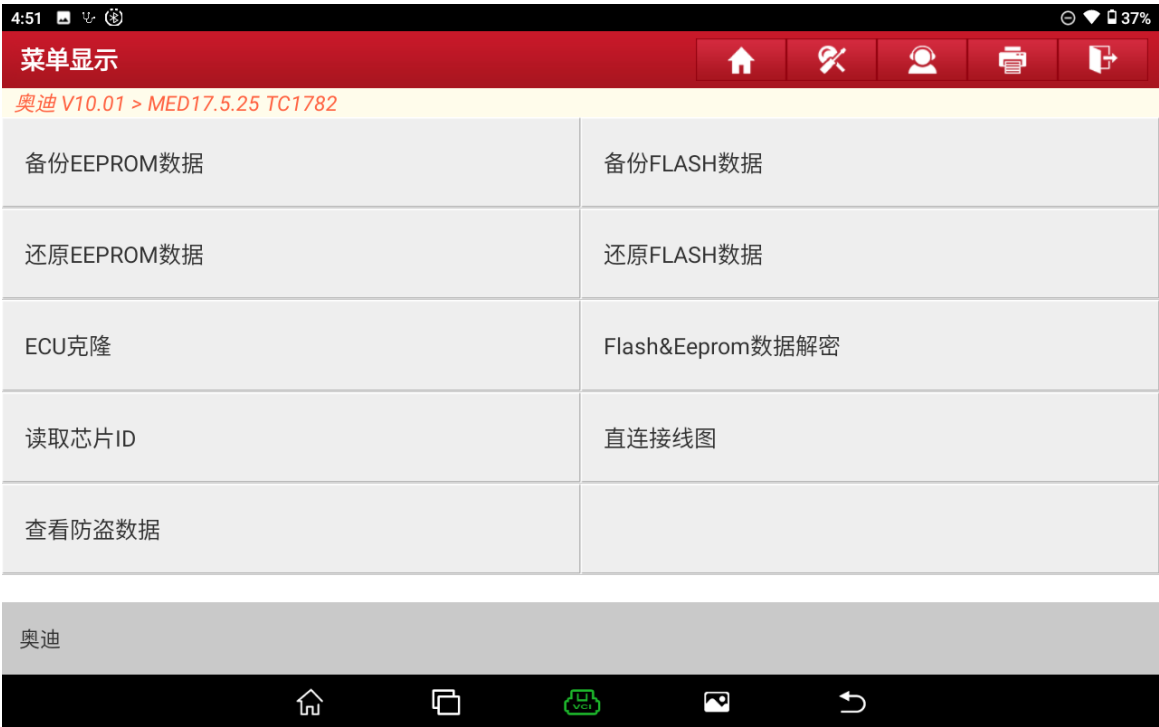 4:51 37%
菜单显示
奥迪 V10.01 > MED17.5.25 TC1782
备份EEPROM数据 备份FLASH数据
还原EEPROM数据 还原FLASH数据
ECU克隆 Flash&Eeprom数据解密
读取芯片ID 直连接线图
查看防盗数据
奥迪
VCI